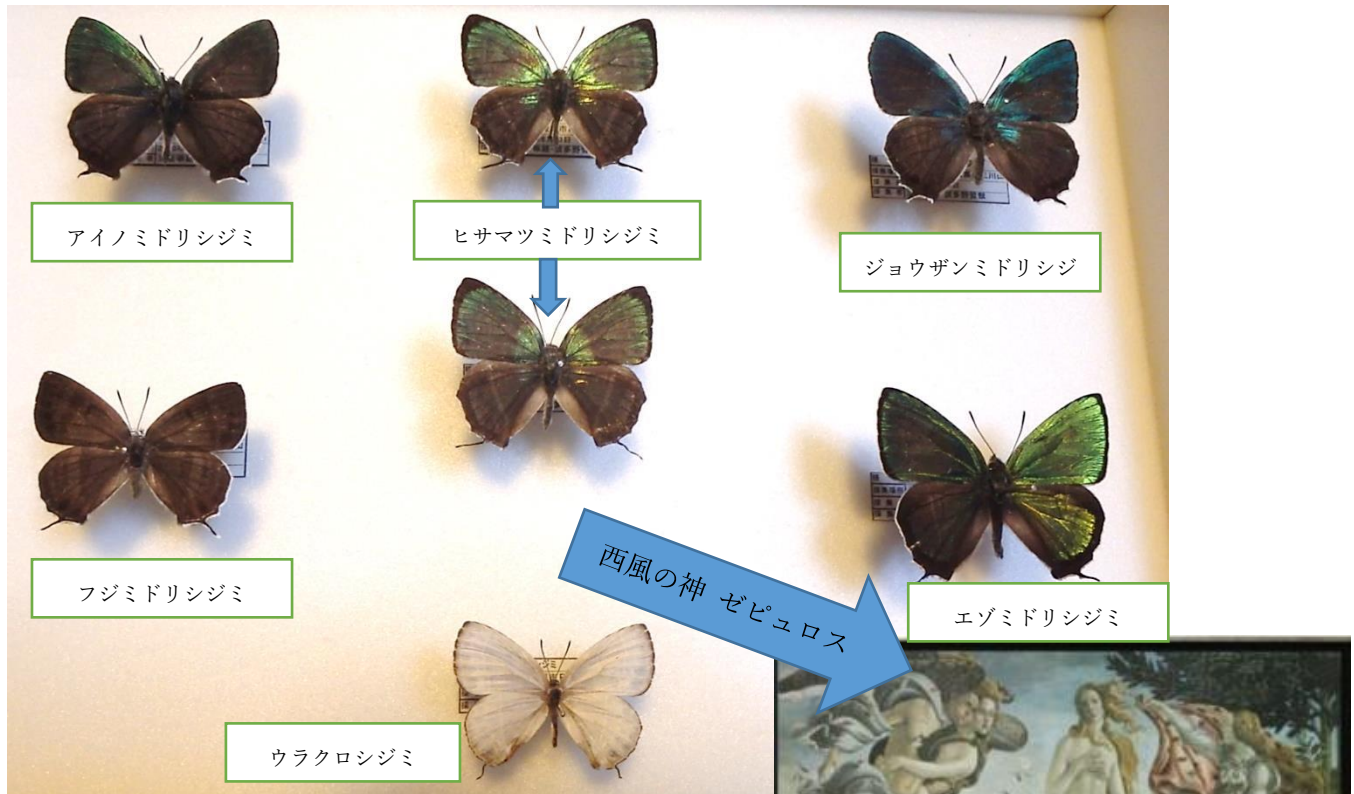 アイノミドリシジミ
ヒサマツミドリシジミ
ジョウザンミドリシジ
フジミドリシジミ
西風の神 ゼピュロス
エゾミドリシジミ
ウラクロシジミ